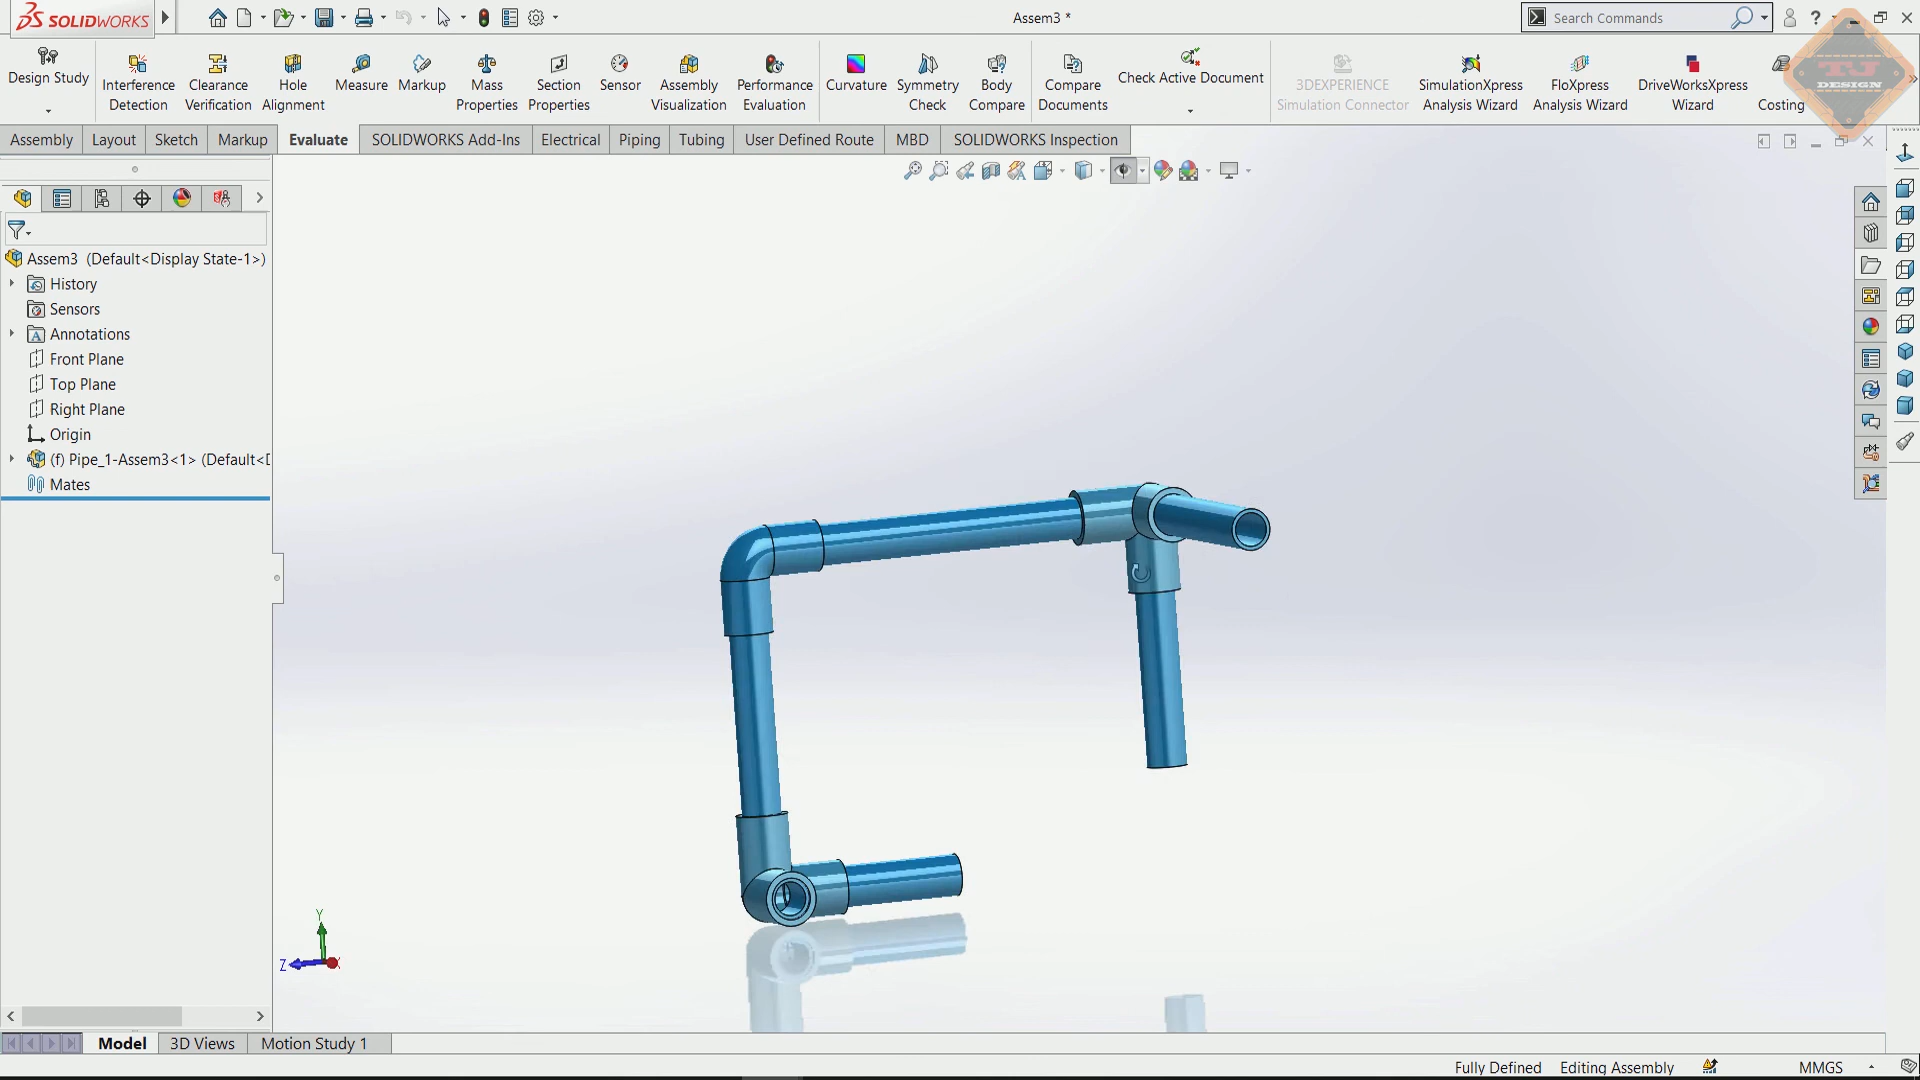 SOLIDWORKS
Assem3 *
Search Commands
?
Design Study
Interference Detection
Clearance Verification
Hole Alignment
Measure
Markup
Mass Properties
Section Properties
Sensor
Assembly Visualization
Performance Evaluation
Curvature
Symmetry Check
Body Compare
Compare Documents
Check Active Document
3DEXPERIENCE Simulation Connector
SimulationXpress Analysis Wizard
FloXpress Analysis Wizard
DriveWorksXpress Wizard
Costing
TJ
DESIGN
Assembly
Layout
Sketch
Markup
Evaluate
SOLIDWORKS Add-Ins
Electrical
Piping
Tubing
User Defined Route
MBD
SOLIDWORKS Inspection
Assem3 (Default<Display State-1>)
History
Sensors
Annotations
Front Plane
Top Plane
Right Plane
Origin
(f) Pipe_1-Assem3<1> (Default<D
Mates
Y
Z
Model
3D Views
Motion Study 1
Fully Defined
Editing Assembly
MMGS